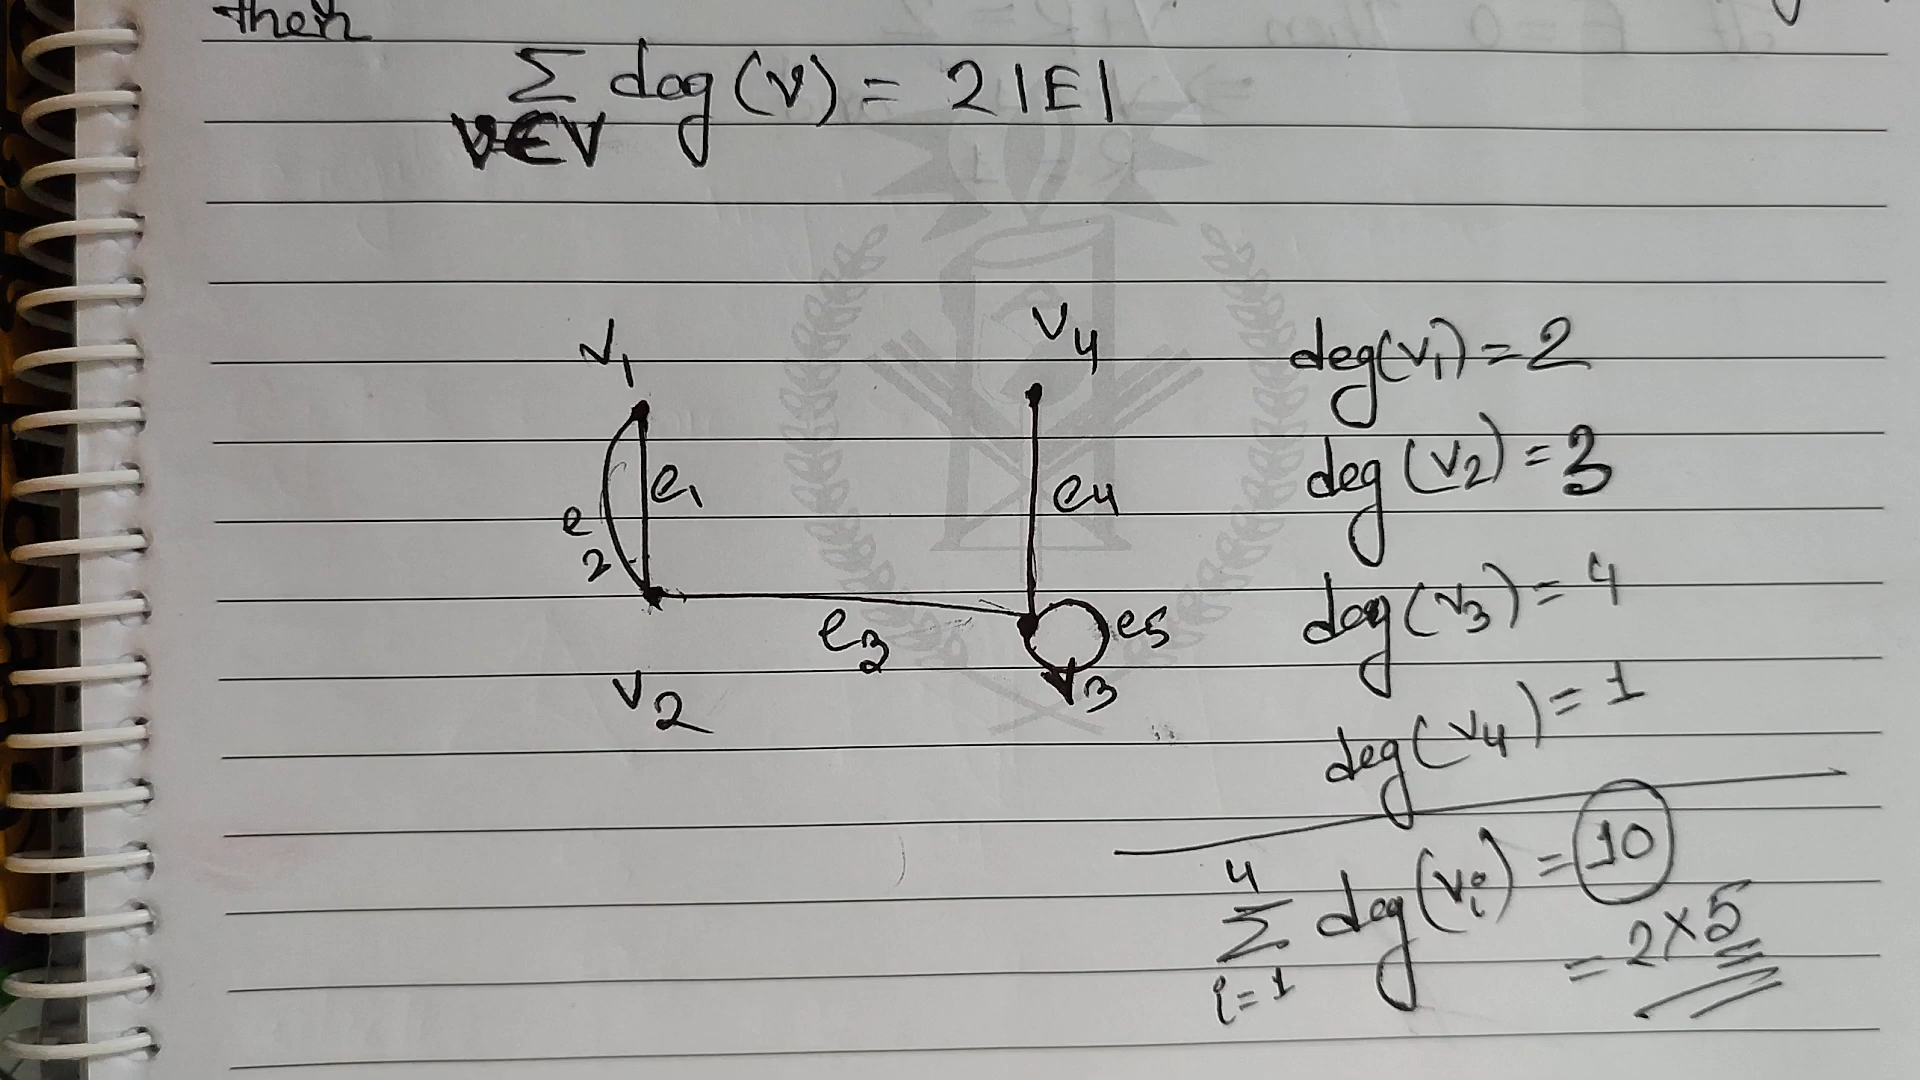 then
Σ deg (v) = 2|E|
v∈V
v1
v4
e1
e2
e3
e4
e5
v2
v3
deg(v1) = 2
deg (v2) = 3
deg (v3) = 4
deg (v4) = 1
4
Σ deg (vi) = 10
i=1
= 2×5